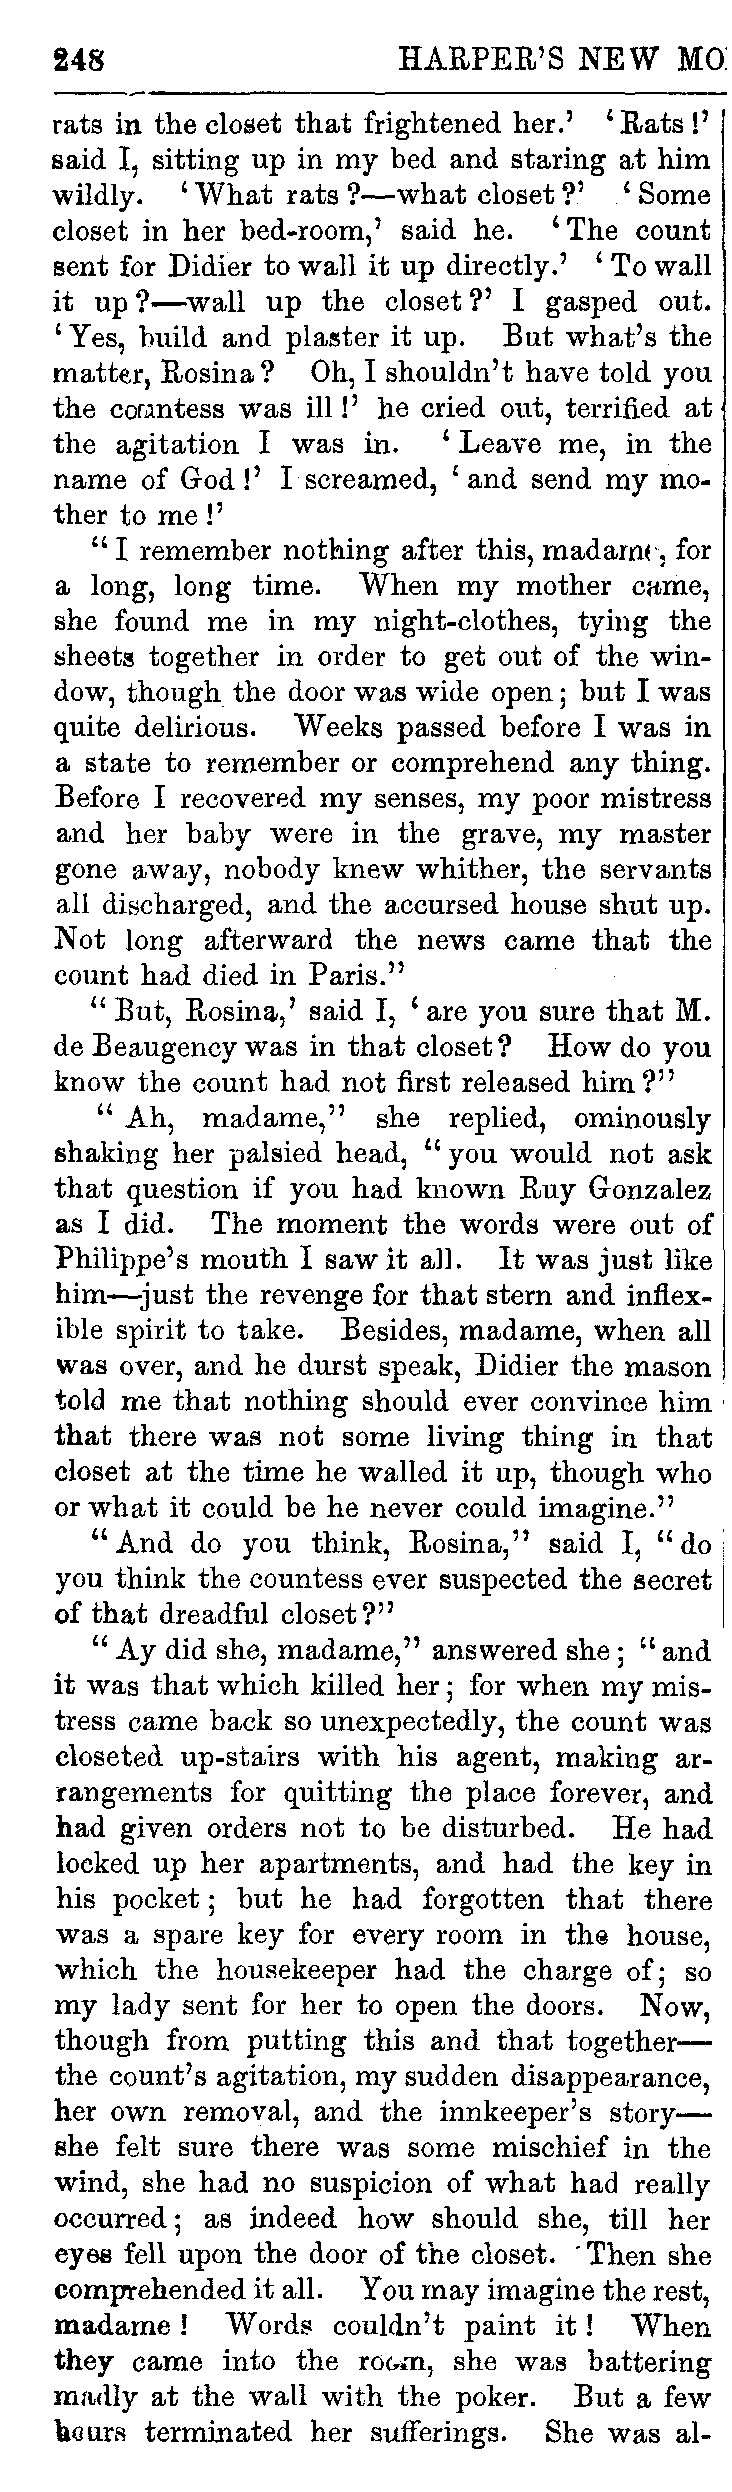 248 HARPER'S NEW MO
rats in the closet that frightened her.' 'Rats!'
said I, sitting up in my bed and staring at him
wildly. 'What rats?—what closet?' 'Some
closet in her bed-room,' said he. 'The count
sent for Didier to wall it up directly.' 'To wall
it up?—wall up the closet?' I gasped out.
'Yes, build and plaster it up. But what's the
matter, Rosina? Oh, I shouldn't have told you
the countess was ill!' he cried out, terrified at
the agitation I was in. 'Leave me, in the
name of God!' I screamed, 'and send my mo-
ther to me!'
"I remember nothing after this, madame, for
a long, long time. When my mother came,
she found me in my night-clothes, tying the
sheets together in order to get out of the win-
dow, though the door was wide open; but I was
quite delirious. Weeks passed before I was in
a state to remember or comprehend any thing.
Before I recovered my senses, my poor mistress
and her baby were in the grave, my master
gone away, nobody knew whither, the servants
all discharged, and the accursed house shut up.
Not long afterward the news came that the
count had died in Paris."
"But, Rosina,' said I, 'are you sure that M.
de Beaugency was in that closet? How do you
know the count had not first released him?"
"Ah, madame," she replied, ominously
shaking her palsied head, "you would not ask
that question if you had known Ruy Gonzalez
as I did. The moment the words were out of
Philippe's mouth I saw it all. It was just like
him—just the revenge for that stern and inflex-
ible spirit to take. Besides, madame, when all
was over, and he durst speak, Didier the mason
told me that nothing should ever convince him
that there was not some living thing in that
closet at the time he walled it up, though who
or what it could be he never could imagine."
"And do you think, Rosina," said I, "do
you think the countess ever suspected the secret
of that dreadful closet?"
"Ay did she, madame," answered she; "and
it was that which killed her; for when my mis-
tress came back so unexpectedly, the count was
closeted up-stairs with his agent, making ar-
rangements for quitting the place forever, and
had given orders not to be disturbed. He had
locked up her apartments, and had the key in
his pocket; but he had forgotten that there
was a spare key for every room in the house,
which the housekeeper had the charge of; so
my lady sent for her to open the doors. Now,
though from putting this and that together—
the count's agitation, my sudden disappearance,
her own removal, and the innkeeper's story—
she felt sure there was some mischief in the
wind, she had no suspicion of what had really
occurred; as indeed how should she, till her
eyes fell upon the door of the closet. Then she
comprehended it all. You may imagine the rest,
madame! Words couldn't paint it! When
they came into the room, she was battering
madly at the wall with the poker. But a few
hours terminated her sufferings. She was al-